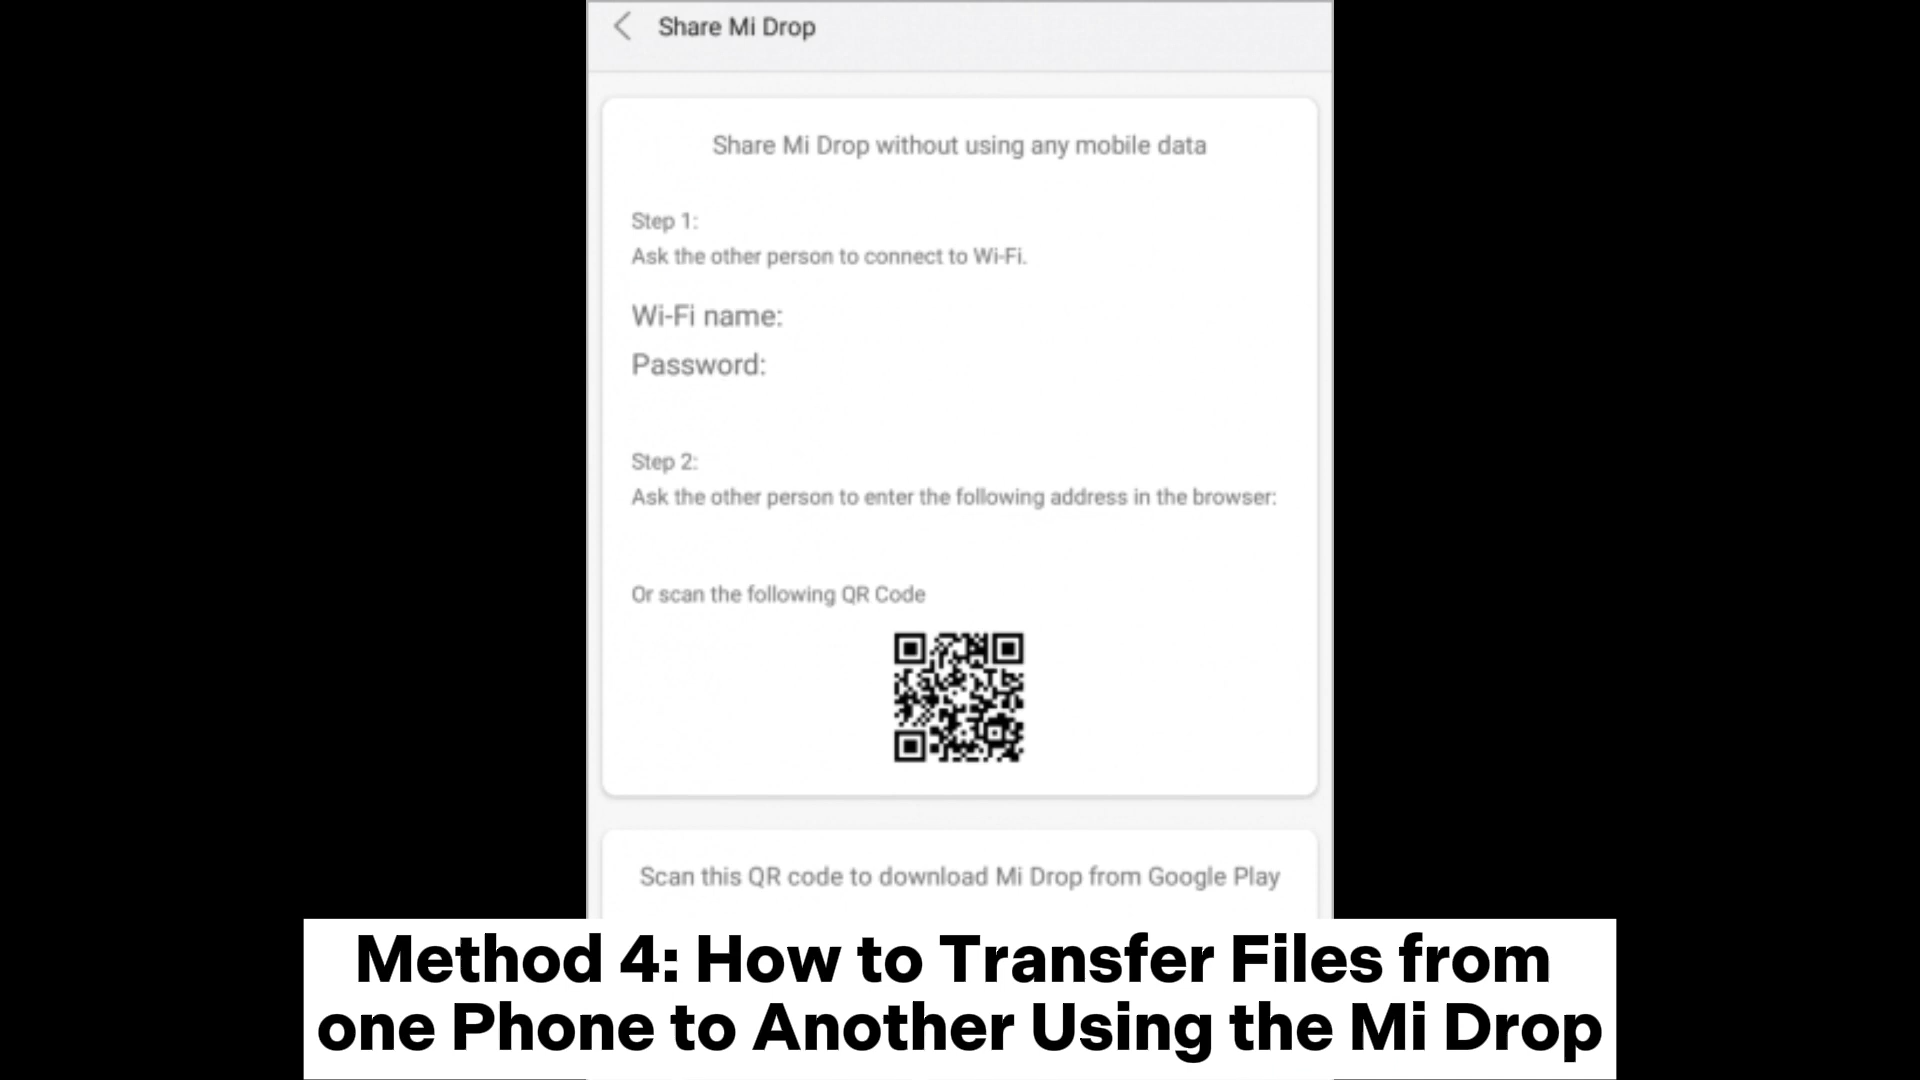 Share Mi Drop
Share Mi Drop without using any mobile data
Step 1:
Ask the other person to connect to Wi-Fi.
Wi-Fi name:
Password:
Step 2:
Ask the other person to enter the following address in the browser:
Or scan the following QR Code
Scan this QR code to download Mi Drop from Google Play
Method 4: How to Transfer Files from
one Phone to Another Using the Mi Drop